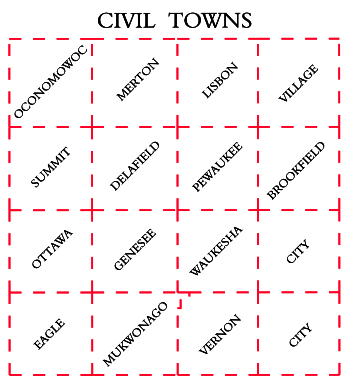 CIVIL TOWNS
OCONOMOWOC
MERTON
LISBON
VILLAGE
SUMMIT
DELAFIELD
PEWAUKEE
BROOKFIELD
OTTAWA
GENESEE
WAUKESHA
CITY
EAGLE
MUKWONAGO
VERNON
CITY